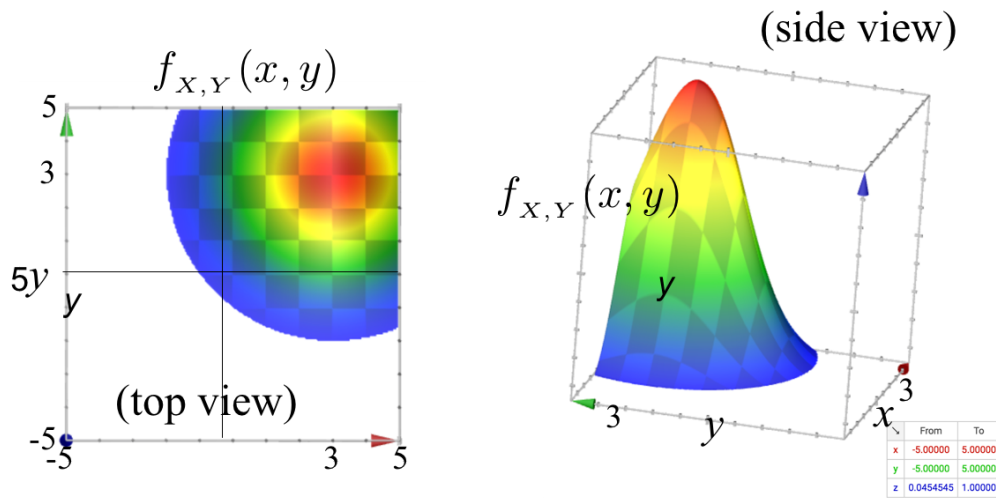 (side view)
f_{X,Y}(x, y)
5
3
5y
y
(top view)
-5
-5
3
5
f_{X,Y}(x, y)
y
3
y
x
3
From To
x -5.00000 5.00000
y -5.00000 5.00000
z 0.0454545 1.00000